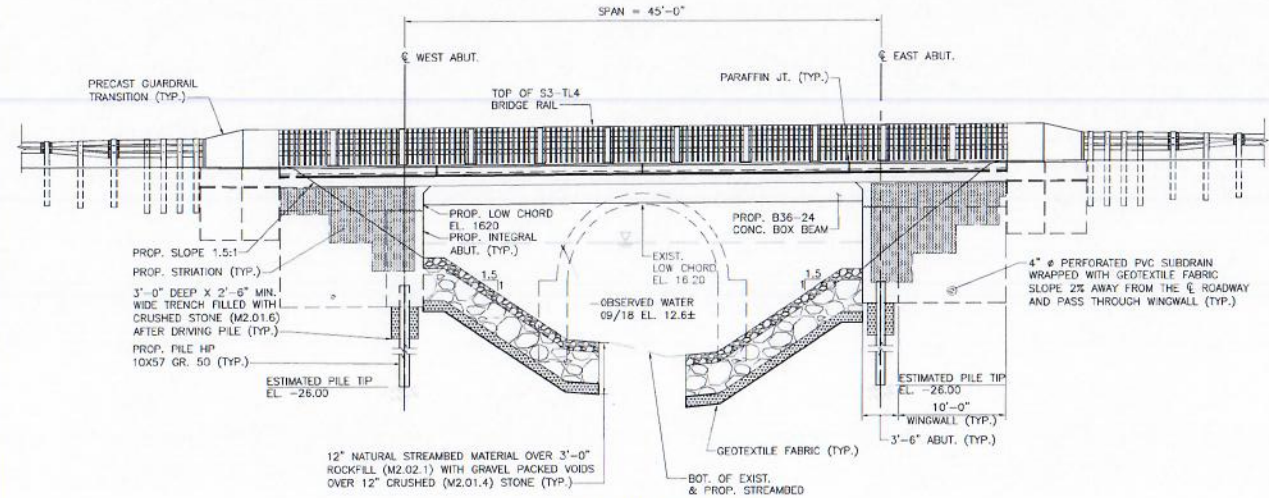 SPAN = 45'-0"
℄ WEST ABUT.
℄ EAST ABUT.
PRECAST GUARDRAIL
TRANSITION (TYP.)
TOP OF S3-TL4
BRIDGE RAIL
PARAFFIN JT. (TYP.)
PROP. LOW CHORD
EL. 1620
PROP. INTEGRAL
ABUT. (TYP.)
PROP. B36-24
CONC. BOX BEAM
EXIST.
LOW CHORD
EL. 16.20
PROP. SLOPE 1.5:1
PROP. STRIATION (TYP.)
3'-0" DEEP X 2'-6" MIN.
WIDE TRENCH FILLED WITH
CRUSHED STONE (M2.01.6)
AFTER DRIVING PILE (TYP.)
PROP. PILE HP
10X57 GR. 50 (TYP.)
1.5
1
1.5
1
OBSERVED WATER
09/18 EL. 12.6±
4" ø PERFORATED PVC SUBDRAIN
WRAPPED WITH GEOTEXTILE FABRIC
SLOPE 2% AWAY FROM THE ℄ ROADWAY
AND PASS THROUGH WINGWALL (TYP.)
ESTIMATED PILE TIP
EL. -26.00
ESTIMATED PILE TIP
EL. -26.00
10'-0"
WINGWALL (TYP.)
3'-6" ABUT. (TYP.)
12" NATURAL STREAMBED MATERIAL OVER 3'-0"
ROCKFILL (M2.02.1) WITH GRAVEL PACKED VOIDS
OVER 12" CRUSHED (M2.01.4) STONE (TYP.)
GEOTEXTILE FABRIC (TYP.)
BOT. OF EXIST.
& PROP. STREAMBED